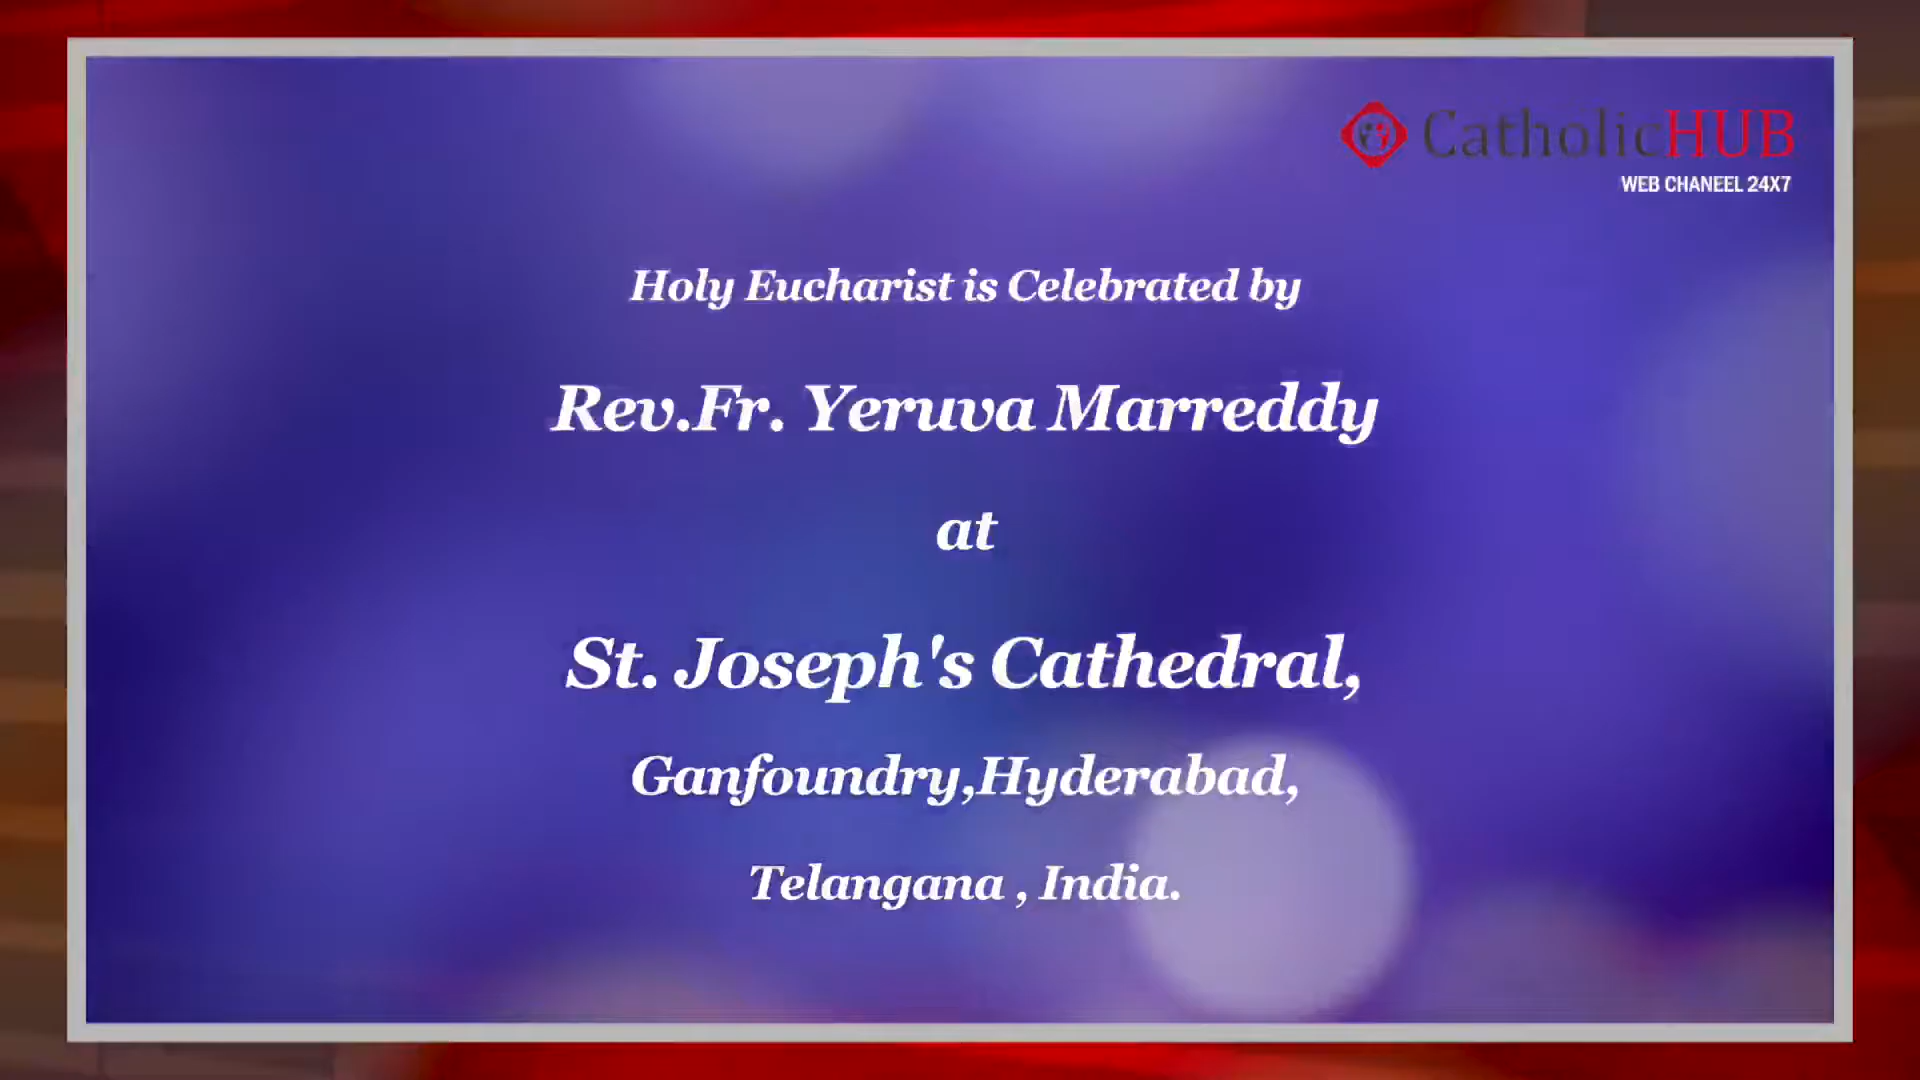 CatholicHUB
WEB CHANEEL 24X7
Holy Eucharist is Celebrated by
Rev.Fr. Yeruva Marreddy
at
St. Joseph's Cathedral,
Ganfoundry,Hyderabad,
Telangana , India.